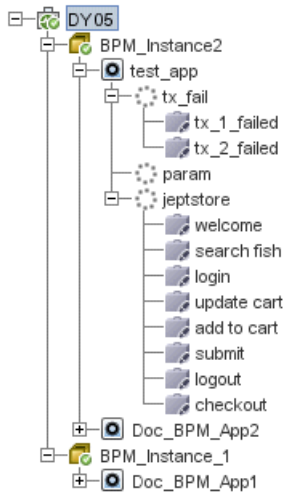 DY05
BPM_Instance2
test_app
tx_fail
tx_1_failed
tx_2_failed
param
jeptstore
welcome
search fish
login
update cart
add to cart
submit
logout
checkout
Doc_BPM_App2
BPM_Instance_1
Doc_BPM_App1